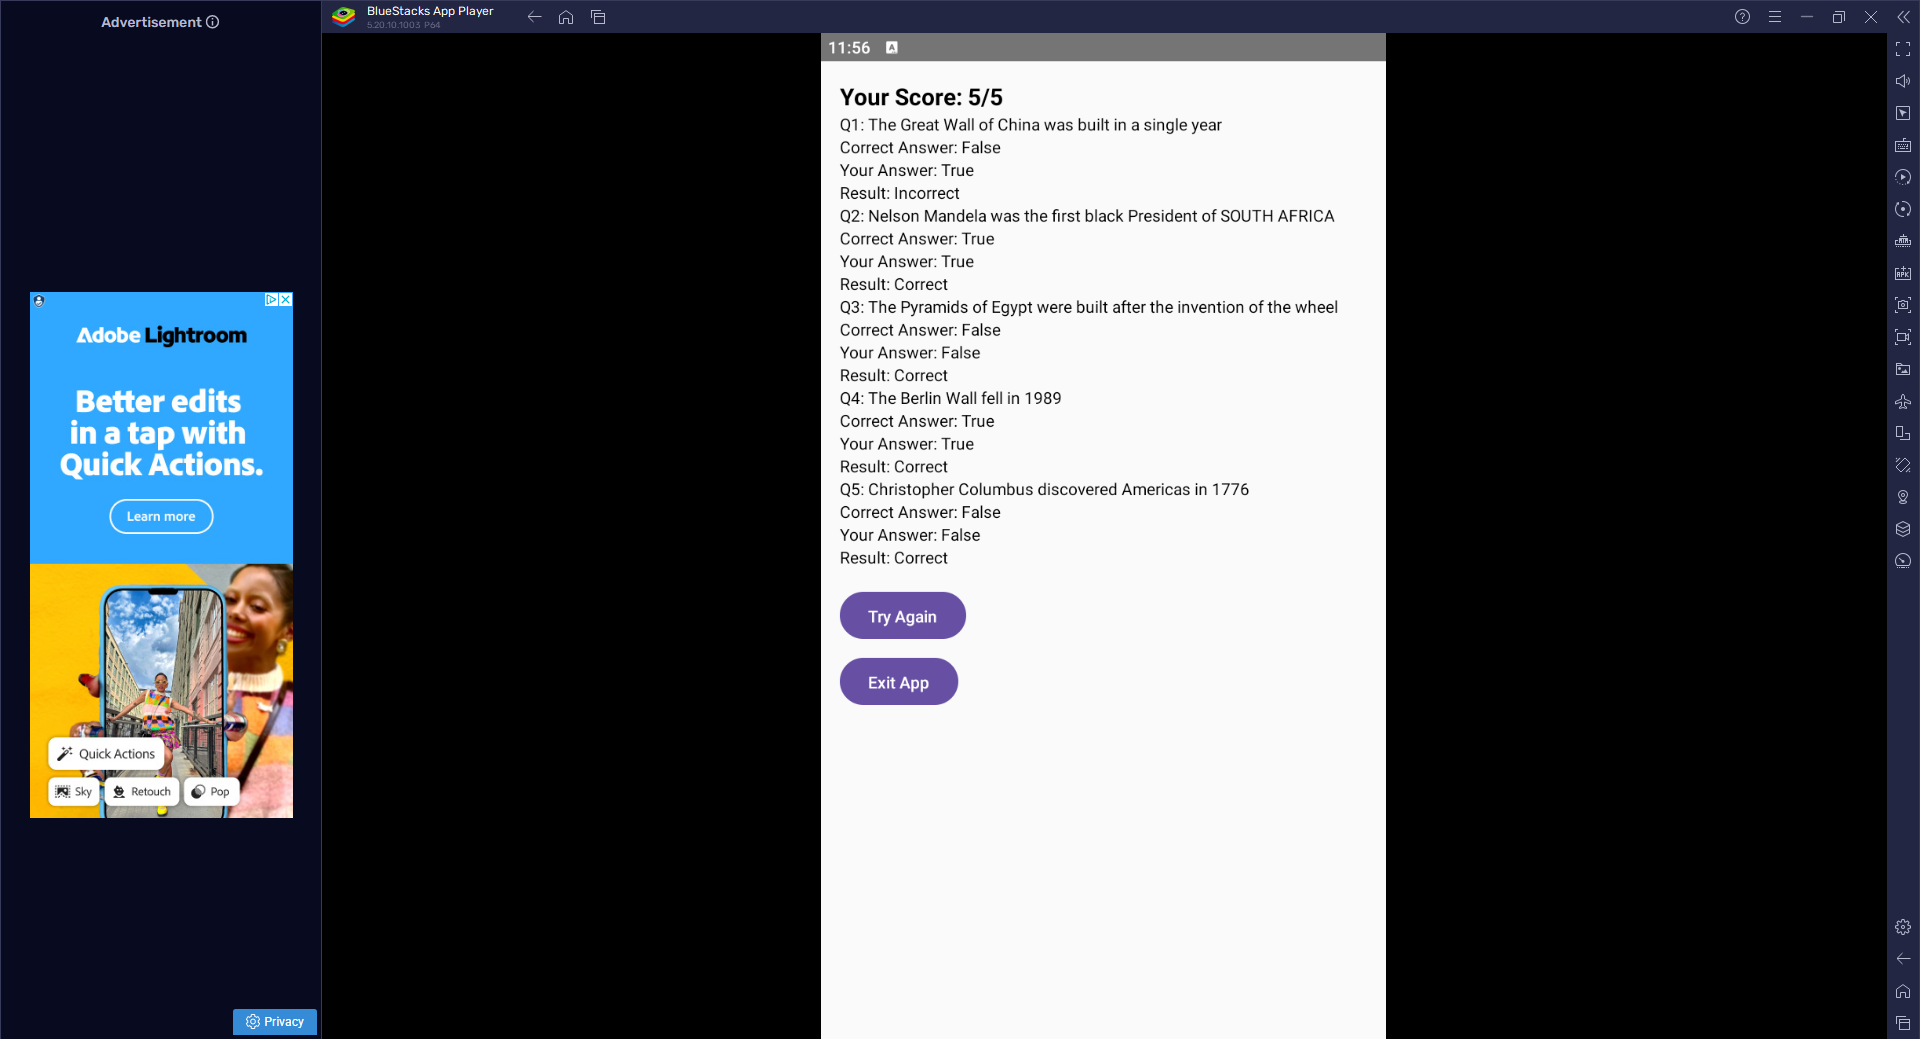 Advertisement
BlueStacks App Player
5.20.10.1003 P64
11:56
Your Score: 5/5
Q1: The Great Wall of China was built in a single year
Correct Answer: False
Your Answer: True
Result: Incorrect
Q2: Nelson Mandela was the first black President of SOUTH AFRICA
Correct Answer: True
Your Answer: True
Result: Correct
Q3: The Pyramids of Egypt were built after the invention of the wheel
Correct Answer: False
Your Answer: False
Result: Correct
Q4: The Berlin Wall fell in 1989
Correct Answer: True
Your Answer: True
Result: Correct
Q5: Christopher Columbus discovered Americas in 1776
Correct Answer: False
Your Answer: False
Result: Correct
Try Again
Exit App
Adobe Lightroom
Better edits
in a tap with
Quick Actions.
Learn more
Quick Actions
Sky Retouch Pop
Privacy